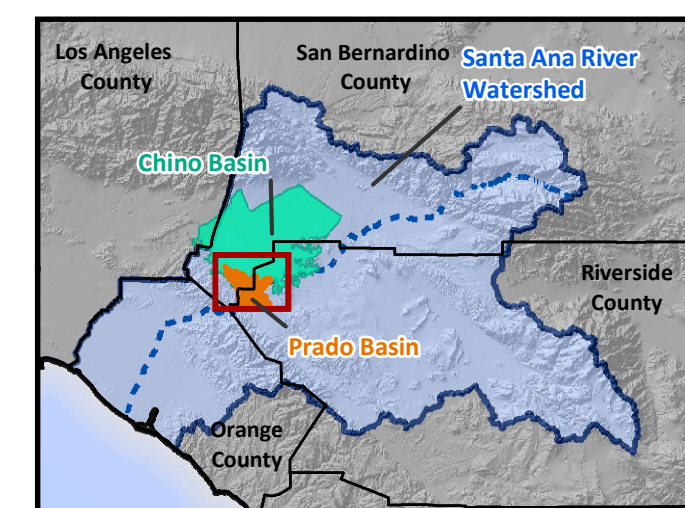 Los Angeles
County
San Bernardino
County
Santa Ana River
Watershed
Chino Basin
Riverside
County
Prado Basin
Orange
County